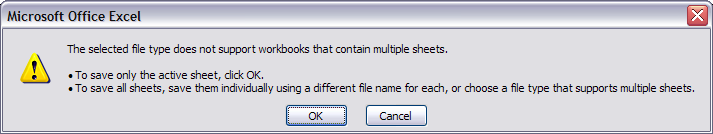 Microsoft Office Excel
The selected file type does not support workbooks that contain multiple sheets.
• To save only the active sheet, click OK.
• To save all sheets, save them individually using a different file name for each, or choose a file type that supports multiple sheets.
OK
Cancel